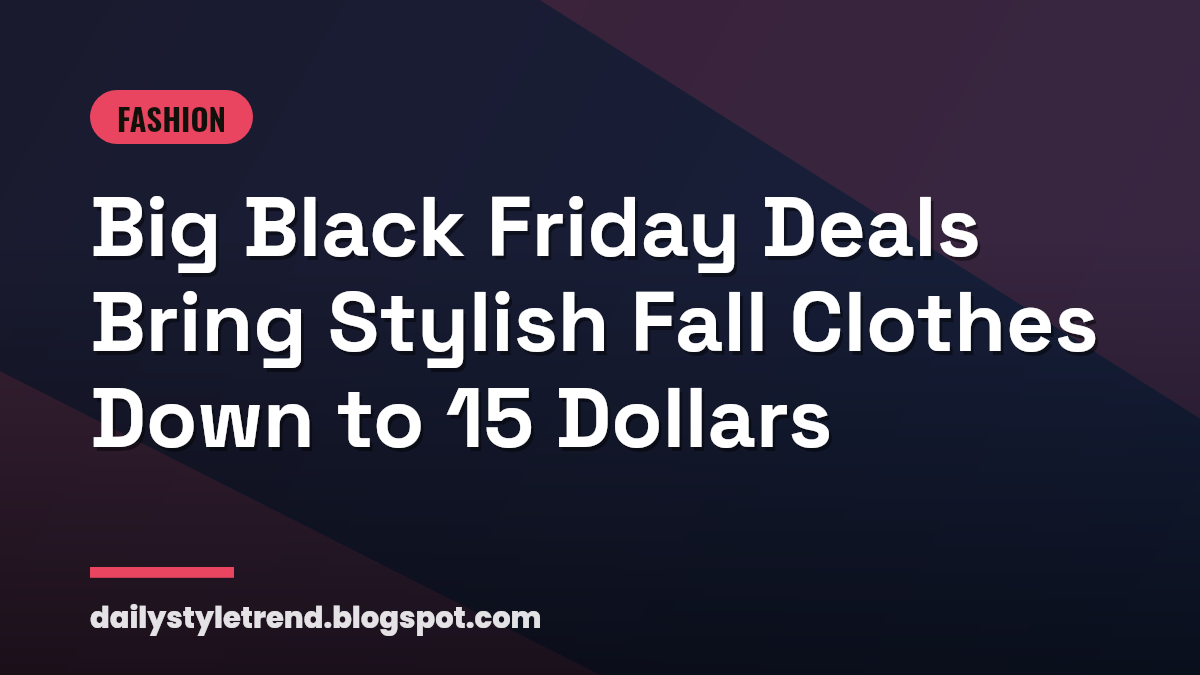 FASHION
Big Black Friday Deals
Bring Stylish Fall Clothes
Down to 15 Dollars
dailystyletrend.blogspot.com